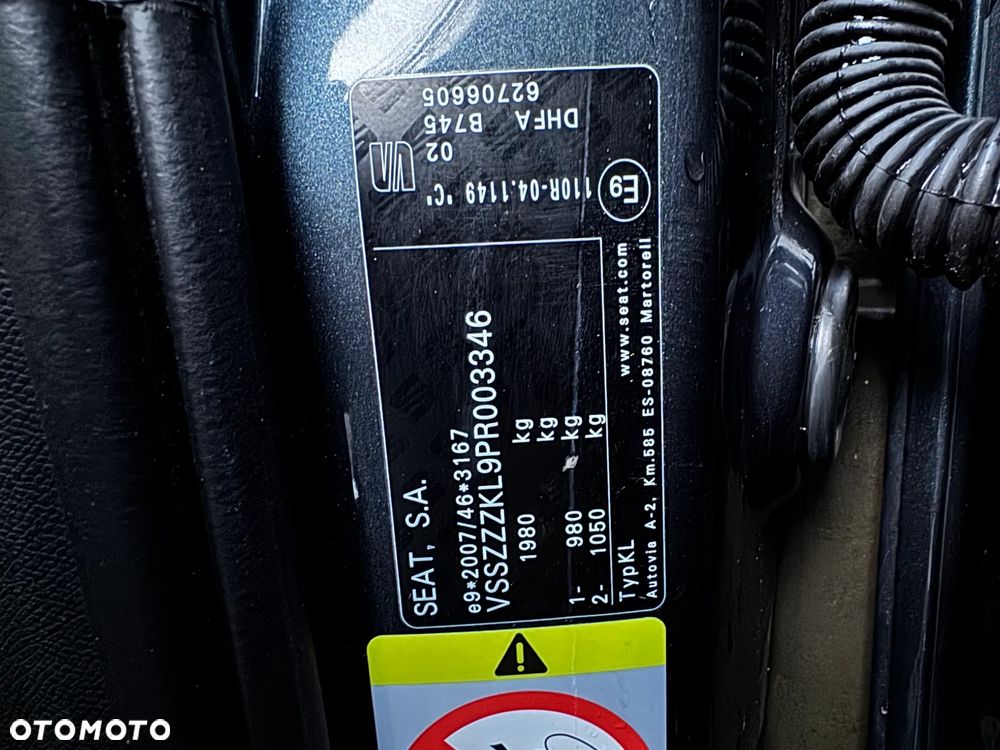 SEAT, S.A.
e9*2007/46*3167
VSSZZZKL9PR003346
1980 kg
kg
1- 980 kg
2- 1050 kg
TypKL www.seat.com
Autovia A-2, Km.585 ES-08760 Martorell
E9
110R-04.1149 "C"
02
DHFA B745
62706605
OTOMOTO